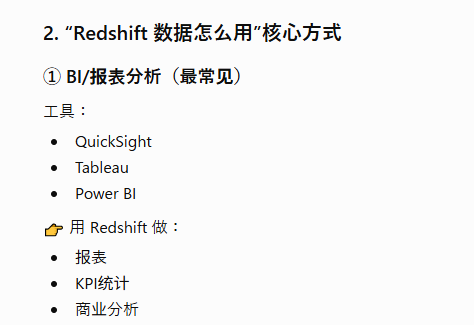 2. “Redshift 数据怎么用”核心方式
① BI/报表分析（最常见）
工具：
• QuickSight
• Tableau
• Power BI
👉 用 Redshift 做：
• 报表
• KPI统计
• 商业分析